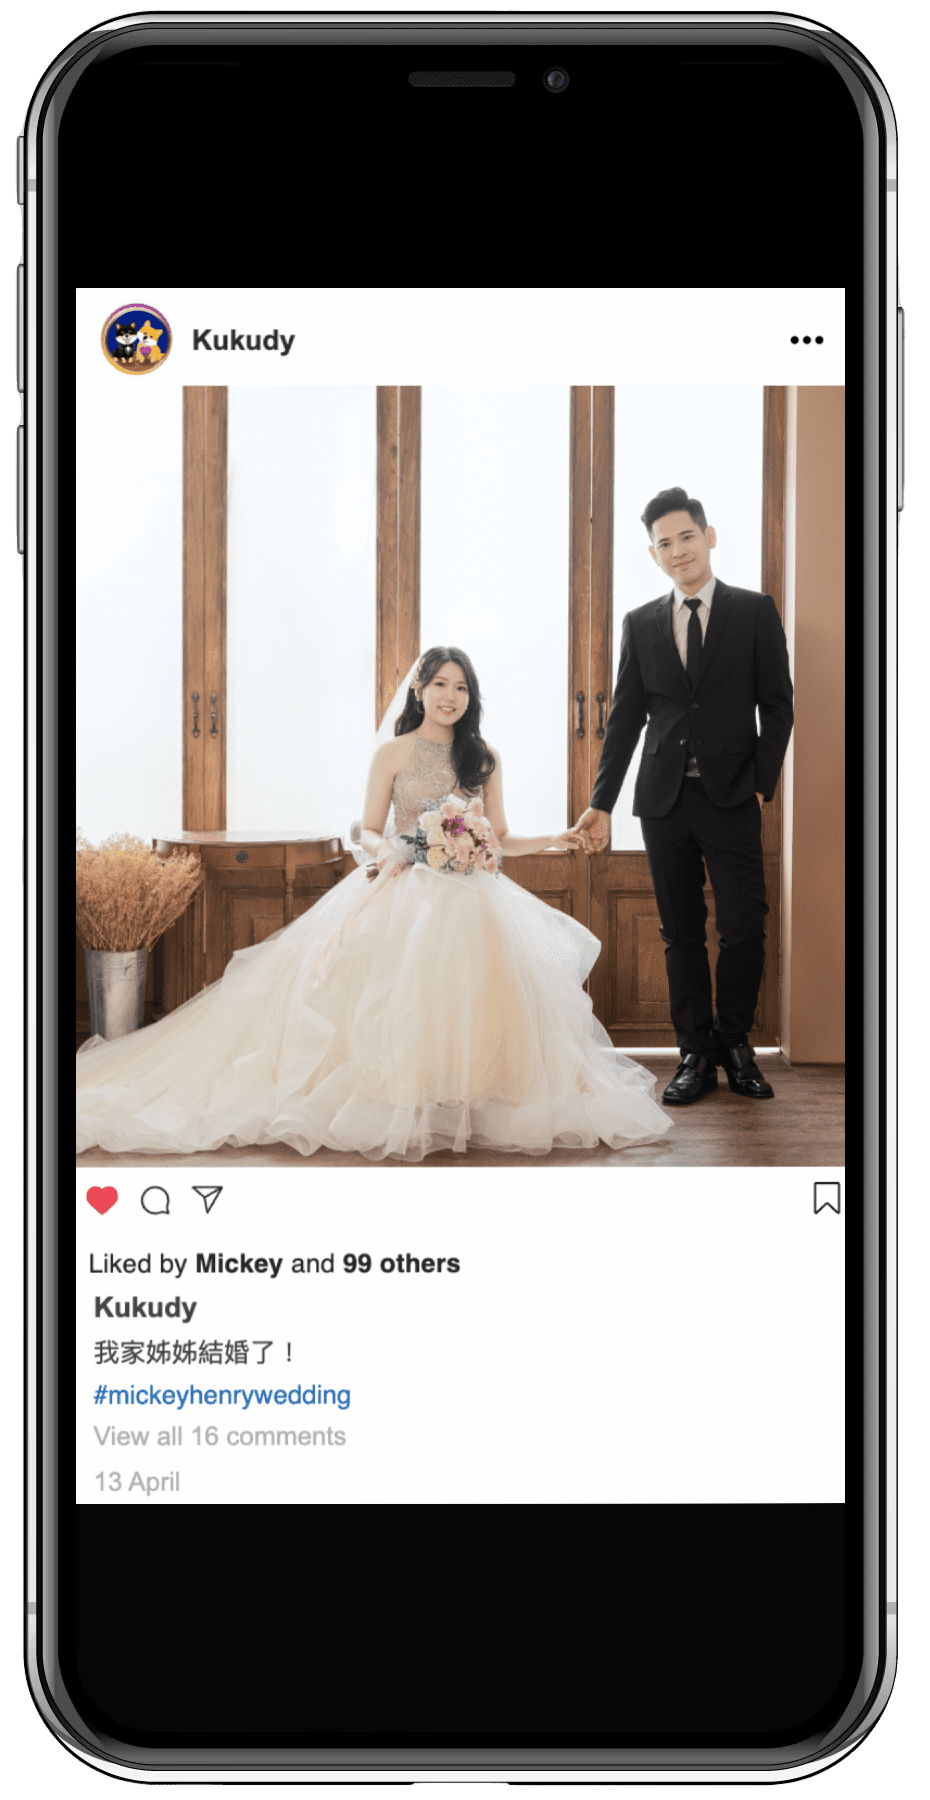 Kukudy
Liked by Mickey and 99 others
Kukudy
我家姊姊結婚了！
#mickeyhenrywedding
View all 16 comments
13 April